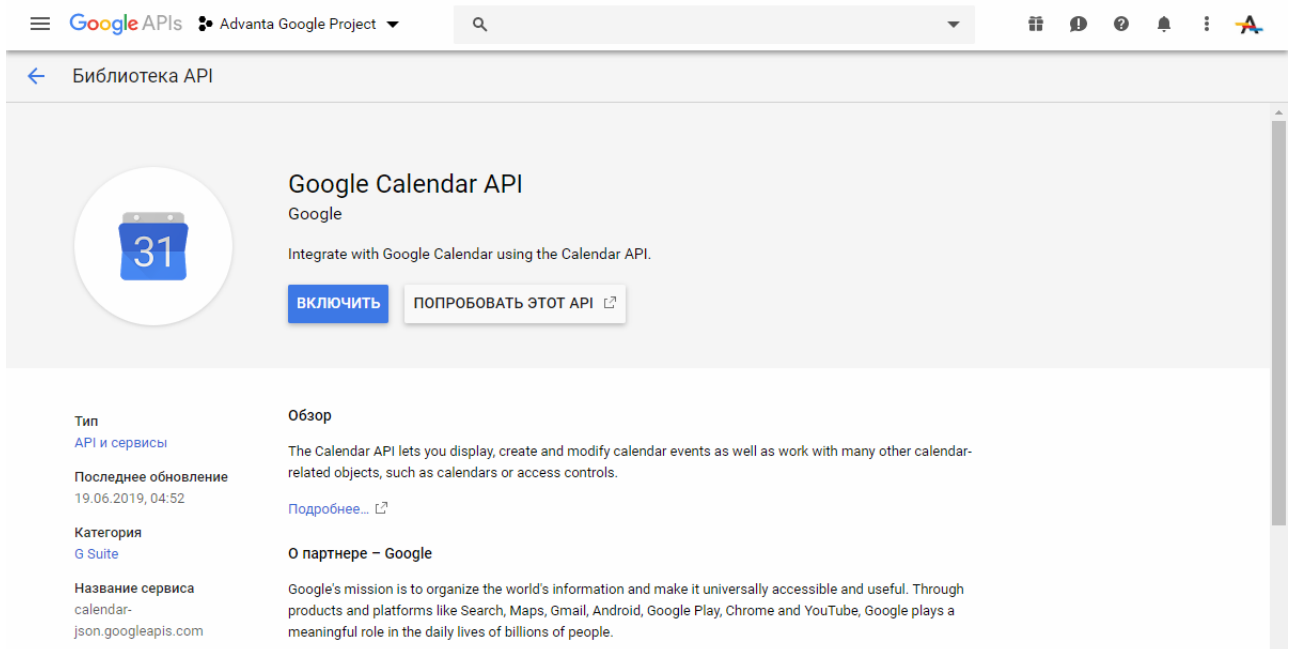 Google APIs Advanta Google Project
Библиотека API
31
Google Calendar API
Google
Integrate with Google Calendar using the Calendar API.
ВКЛЮЧИТЬ ПОПРОБОВАТЬ ЭТОТ API
Тип
API и сервисы
Последнее обновление
19.06.2019, 04:52
Категория
G Suite
Название сервиса
calendar-
json.googleapis.com
Обзор
The Calendar API lets you display, create and modify calendar events as well as work with many other calendar-
related objects, such as calendars or access controls.
Подробнее...
О партнере – Google
Google's mission is to organize the world's information and make it universally accessible and useful. Through
products and platforms like Search, Maps, Gmail, Android, Google Play, Chrome and YouTube, Google plays a
meaningful role in the daily lives of billions of people.